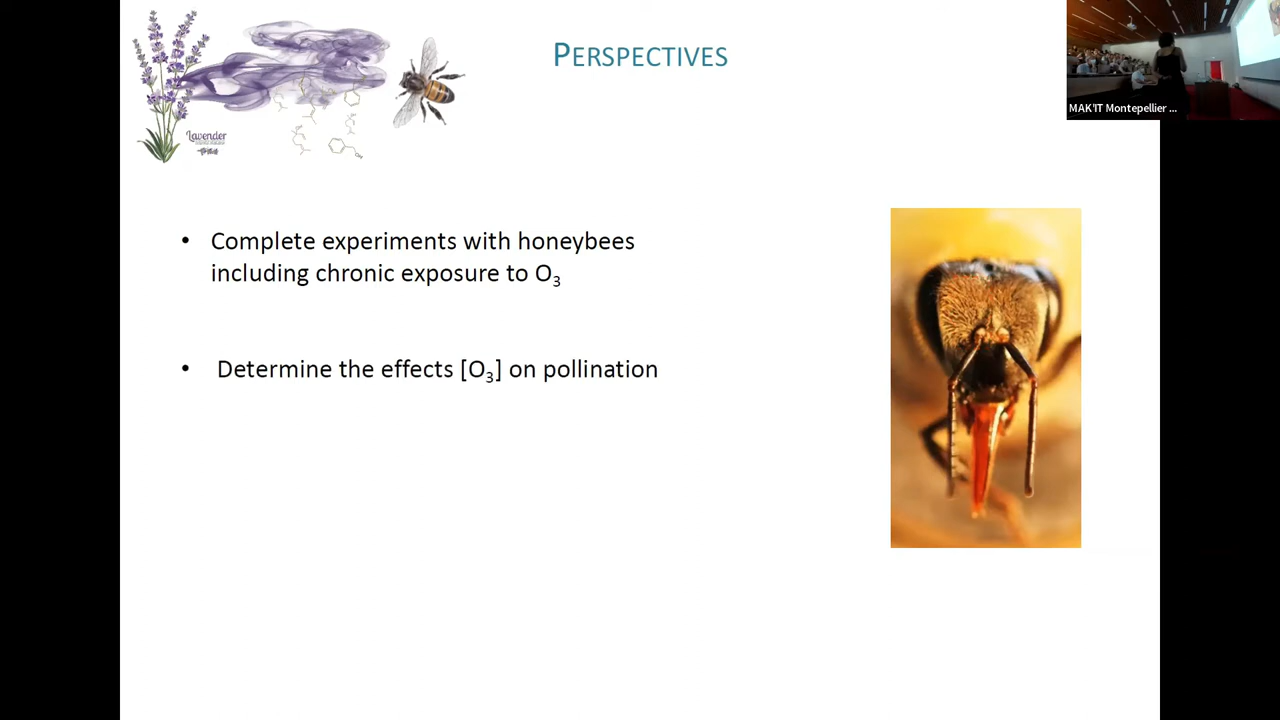 PERSPECTIVES
MAK'IT Montepellier ...
Lavender
• Complete experiments with honeybees
including chronic exposure to O₃
• Determine the effects [O₃] on pollination